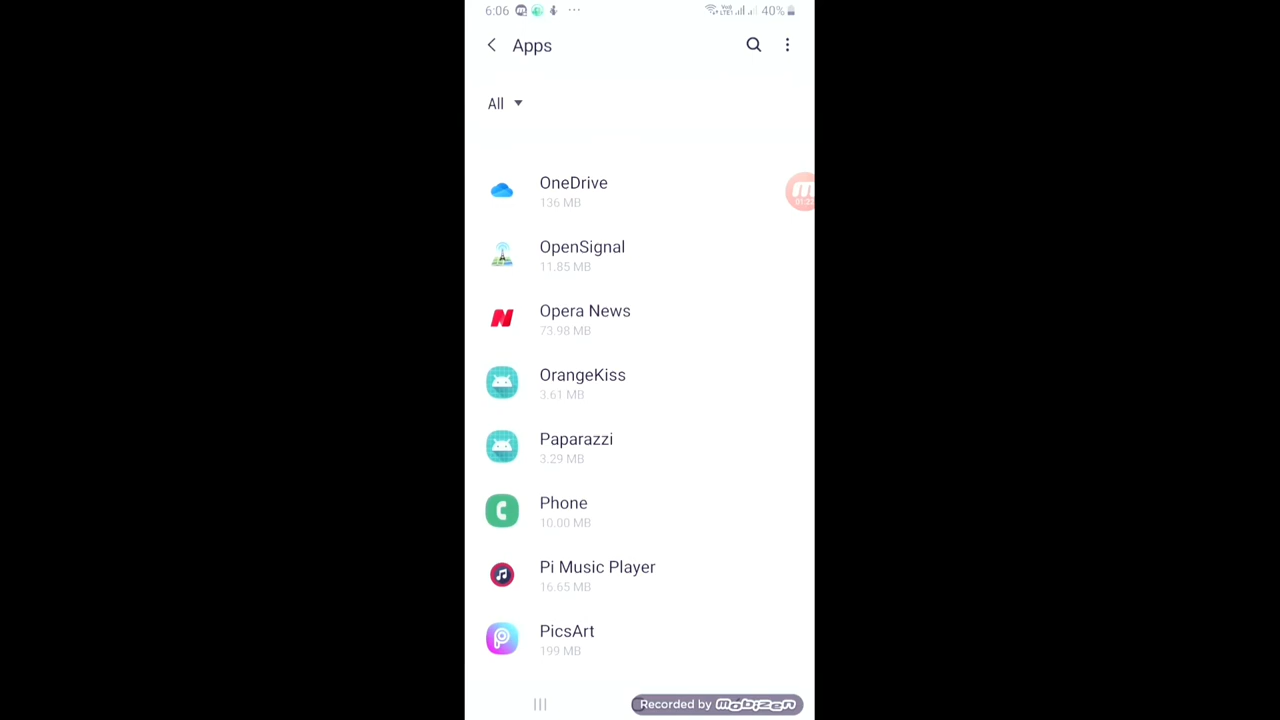 6:06 40%
Apps
All
OneDrive
136 MB
OpenSignal
11.85 MB
Opera News
73.98 MB
OrangeKiss
3.61 MB
Paparazzi
3.29 MB
Phone
10.00 MB
Pi Music Player
16.65 MB
PicsArt
199 MB
Recorded by mobizen